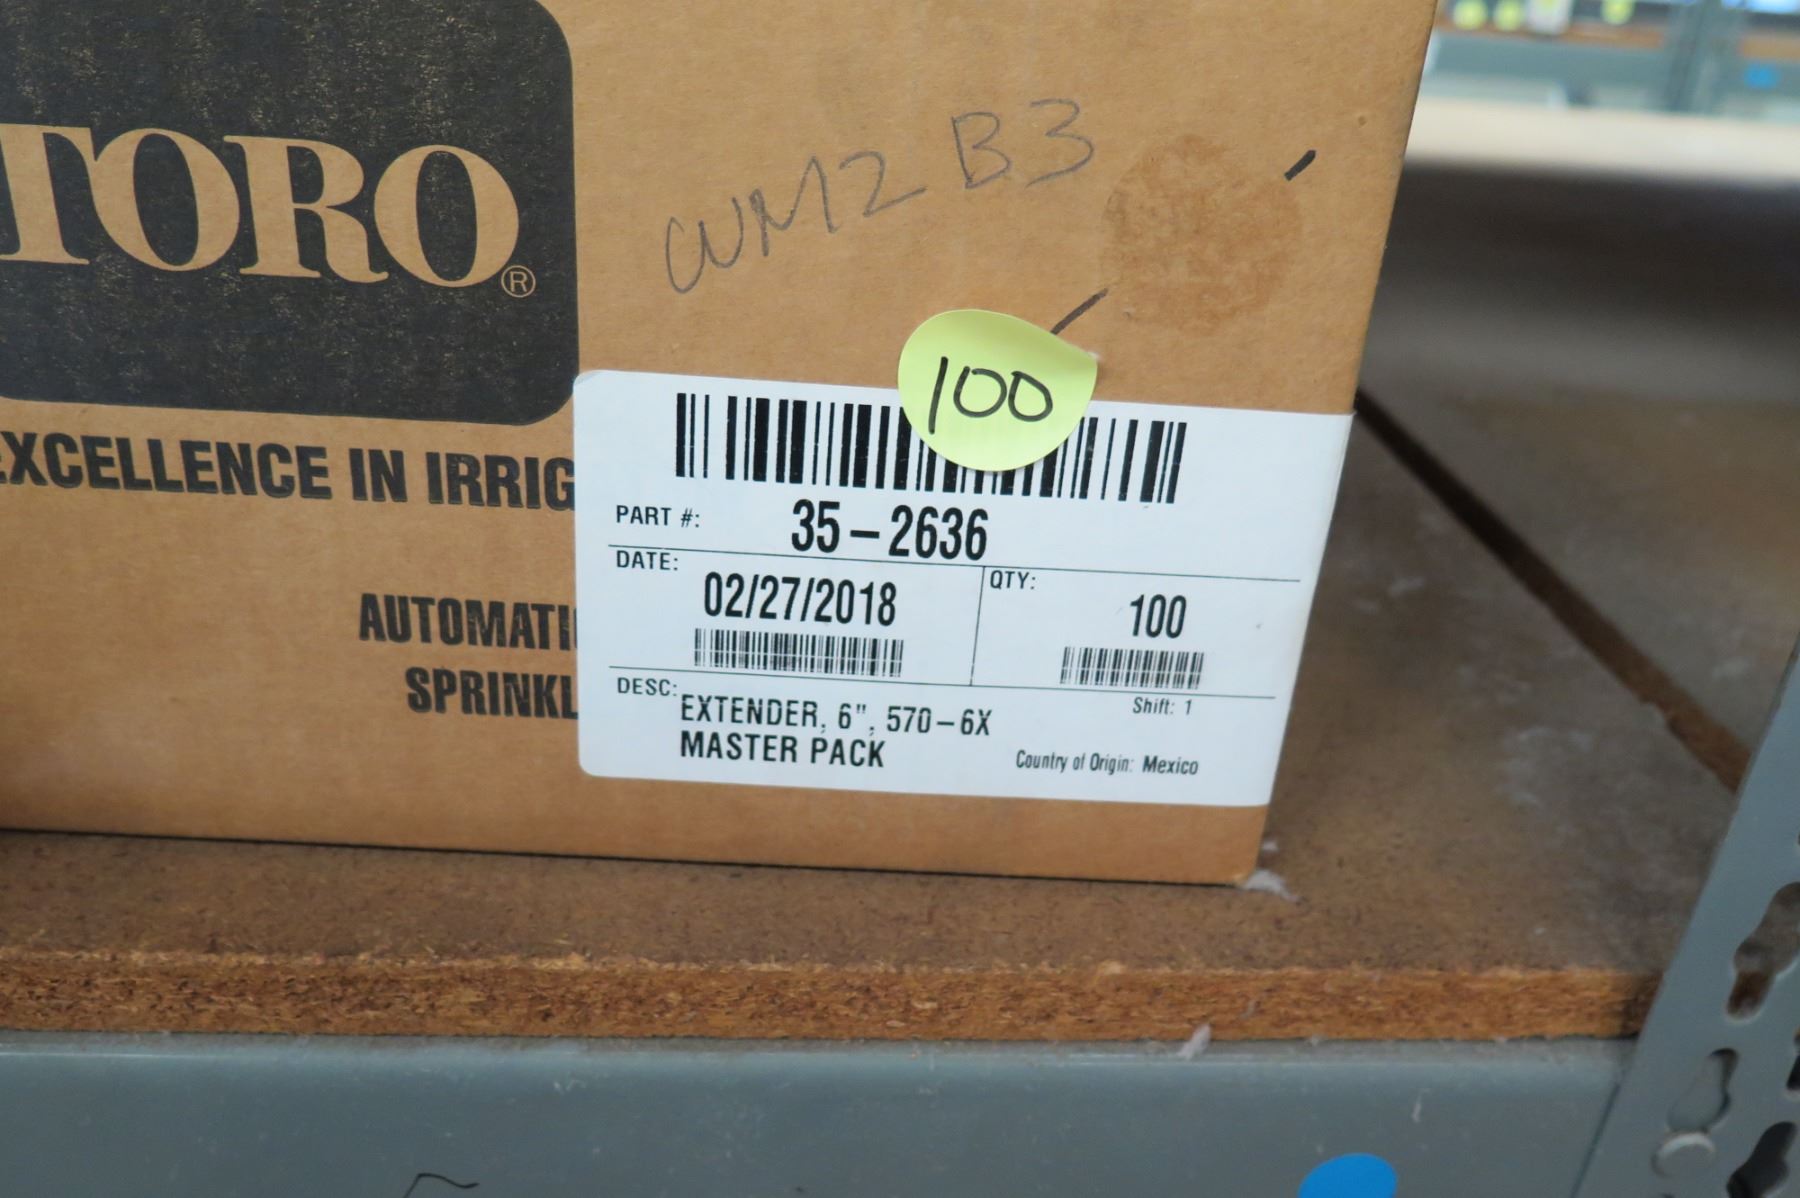 TORO®
EXCELLENCE IN IRRIG
AUTOMATI
SPRINKL
B3
100
PART #: 35-2636
DATE: 02/27/2018
QTY: 100
DESC: EXTENDER, 6", 570-6X
MASTER PACK
Shift: 1
Country of Origin: Mexico